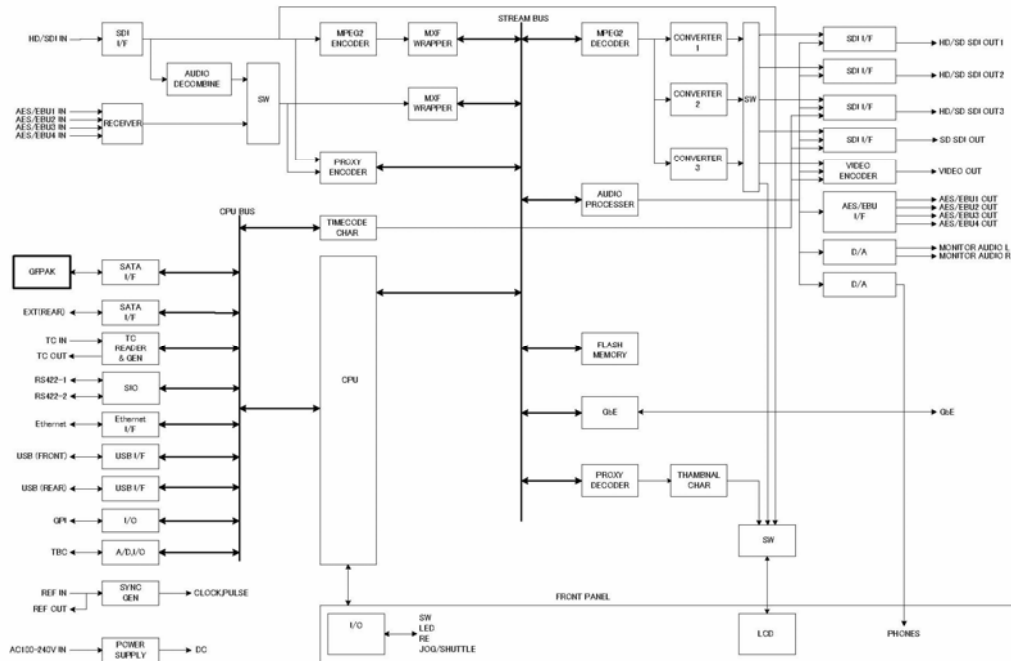 STREAM BUS
HD/SDI IN
SDI
I/F
MPEG2
ENCODER
MXF
WRAPPER
MPEG2
DECODER
CONVERTER
1
SDI I/F
HD/SD SDI OUT1
AUDIO
DECOMBINE
SW
MXF
WRAPPER
CONVERTER
2
SW
SDI I/F
HD/SD SDI OUT2
AES/EBU1 IN
AES/EBU2 IN
AES/EBU3 IN
AES/EBU4 IN
RECEIVER
SDI I/F
HD/SD SDI OUT3
SDI I/F
SD SDI OUT
PROXY
ENCODER
CONVERTER
3
VIDEO
ENCODER
VIDEO OUT
AUDIO
PROCESSER
AES/EBU
I/F
AES/EBU1 OUT
AES/EBU2 OUT
AES/EBU3 OUT
AES/EBU4 OUT
CPU BUS
TIMECODE
CHAR
D/A
MONITOR AUDIO L
MONITOR AUDIO R
D/A
GFPAK
SATA
I/F
EXT(REAR)
SATA
I/F
TC IN
TC OUT
TC
READER
& GEN
CPU
FLASH
MEMORY
RS422-1
RS422-2
SIO
Ethernet
Ethernet
I/F
GbE
GbE
USB (FRONT)
USB I/F
USB (REAR)
USB I/F
PROXY
DECODER
THAMBNAL
CHAR
GPI
I/O
TBC
A/D,I/O
SW
REF IN
REF OUT
SYNC
GEN
CLOCK,PULSE
FRONT PANEL
I/O
SW
LED
RE
JOG/SHUTTLE
LCD
PHONES
AC100-240V IN
POWER
SUPPLY
DC